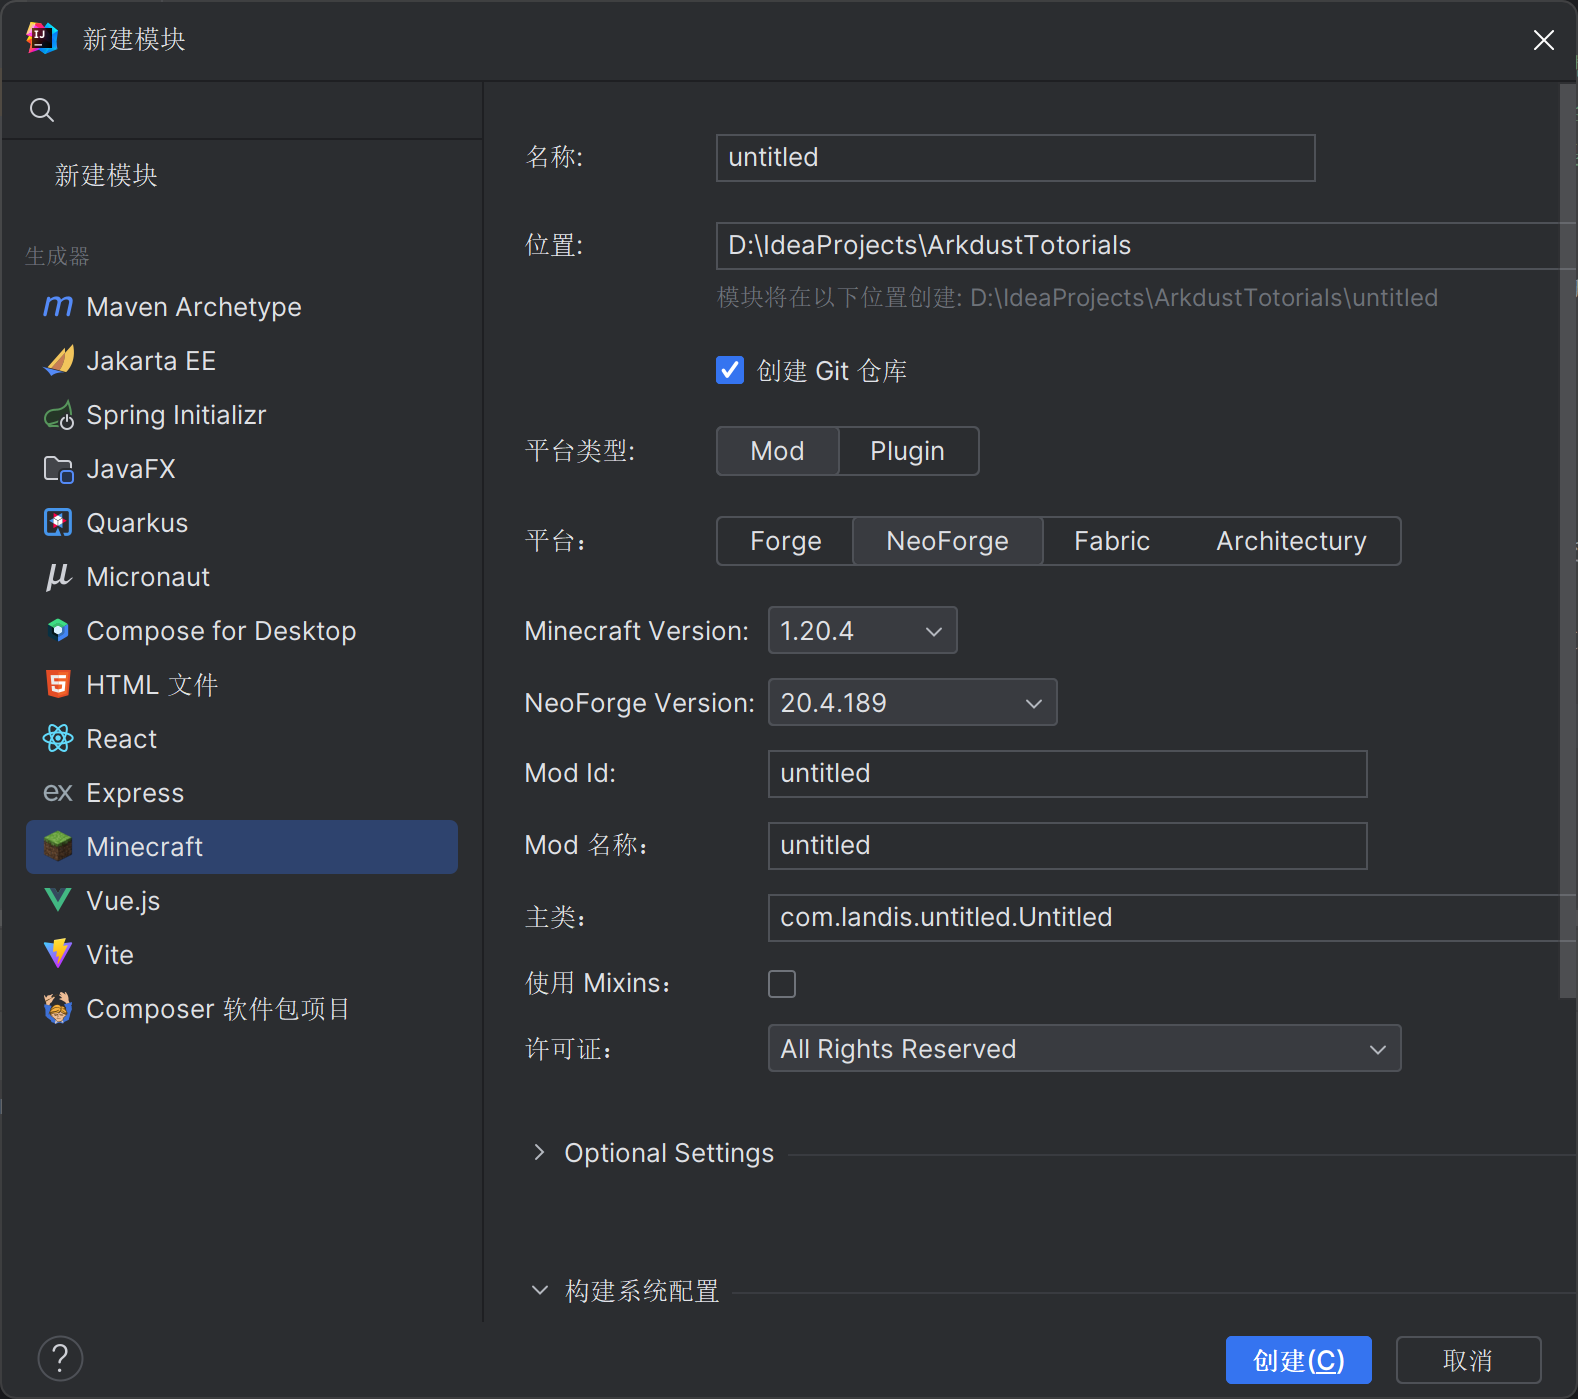 新建模块
新建模块
生成器
Maven Archetype
Jakarta EE
Spring Initializr
JavaFX
Quarkus
Micronaut
Compose for Desktop
HTML 文件
React
ex Express
Minecraft
Vue.js
Vite
Composer 软件包项目
名称: untitled
位置: D:\IdeaProjects\ArkdustTotorials
模块将在以下位置创建: D:\IdeaProjects\ArkdustTotorials\untitled
创建 Git 仓库
平台类型: Mod Plugin
平台： Forge NeoForge Fabric Architectury
Minecraft Version: 1.20.4
NeoForge Version: 20.4.189
Mod Id: untitled
Mod 名称： untitled
主类： com.landis.untitled.Untitled
使用 Mixins：
许可证： All Rights Reserved
Optional Settings
构建系统配置
? 创建(C) 取消